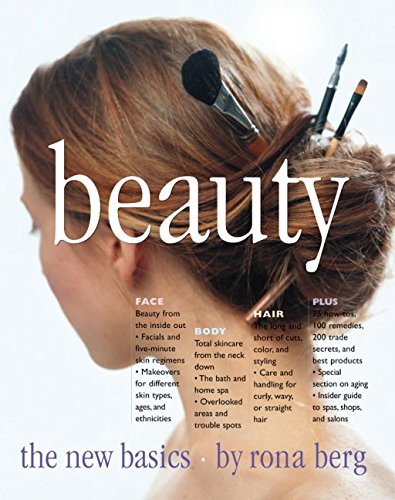 beauty
FACE
Beauty from
the inside out
• Facials and
five-minute
skin regimens
• Makeovers
for different
skin types,
ages, and
ethnicities
BODY
Total skincare
from the neck
down
• The bath and
home spa
• Overlooked
areas and
trouble spots
HAIR
The long and
short of cuts,
color, and
styling
• Care and
handling for
curly, wavy,
or straight
hair
PLUS
75 how-tos,
100 remedies,
200 trade
secrets, and
best products
• Special
section on aging
• Insider guide
to spas, shops,
and salons
the new basics • by rona berg